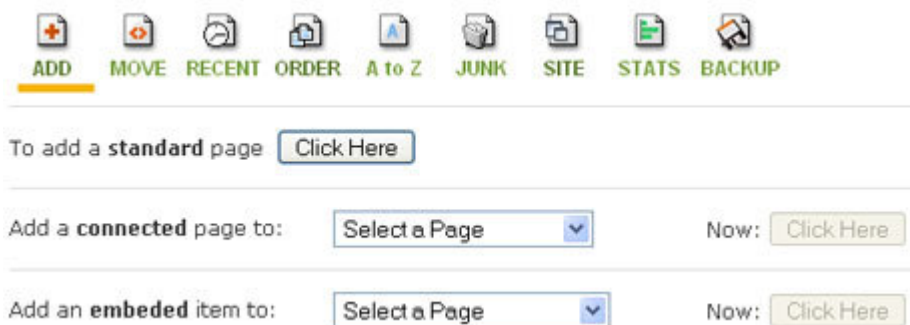 ADD MOVE RECENT ORDER A to Z JUNK SITE STATS BACKUP
To add a standard page Click Here
Add a connected page to: Select a Page Now: Click Here
Add an embeded item to: Select a Page Now: Click Here